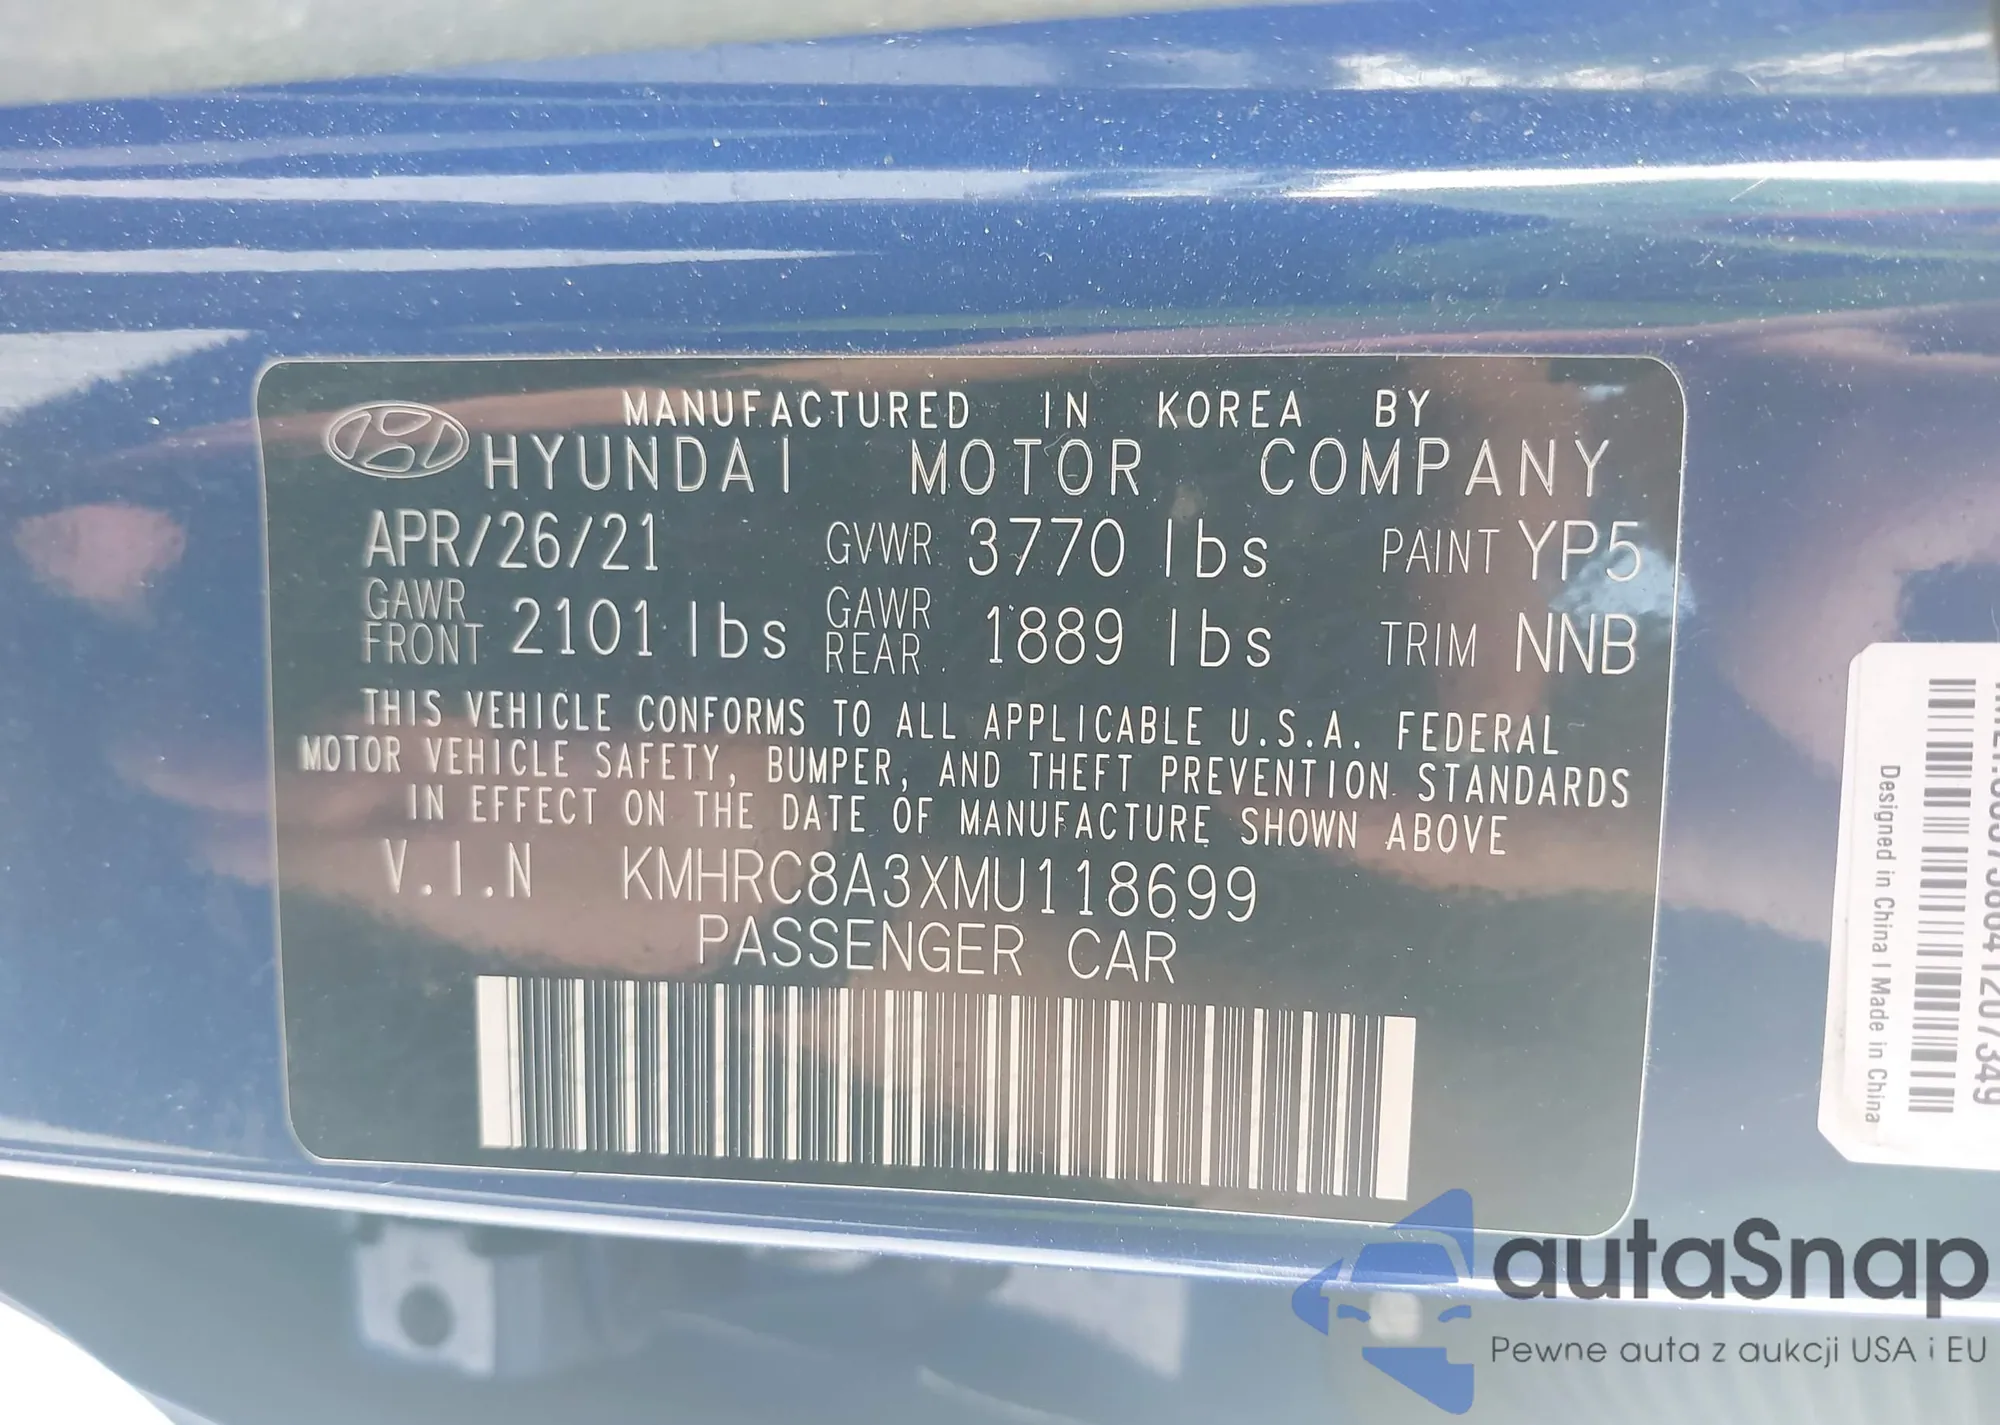 MANUFACTURED IN KOREA BY
HYUNDAI MOTOR COMPANY
APR/26/21 GVWR 3770 lbs PAINT YP5
GAWR FRONT 2101 lbs GAWR REAR 1889 lbs TRIM NNB
THIS VEHICLE CONFORMS TO ALL APPLICABLE U.S.A. FEDERAL
MOTOR VEHICLE SAFETY, BUMPER, AND THEFT PREVENTION STANDARDS
IN EFFECT ON THE DATE OF MANUFACTURE SHOWN ABOVE
V.I.N KMHRC8A3XMU118699
PASSENGER CAR
Designed in China | Made in China
autaSnap
Pewne auta z aukcji USA i EU